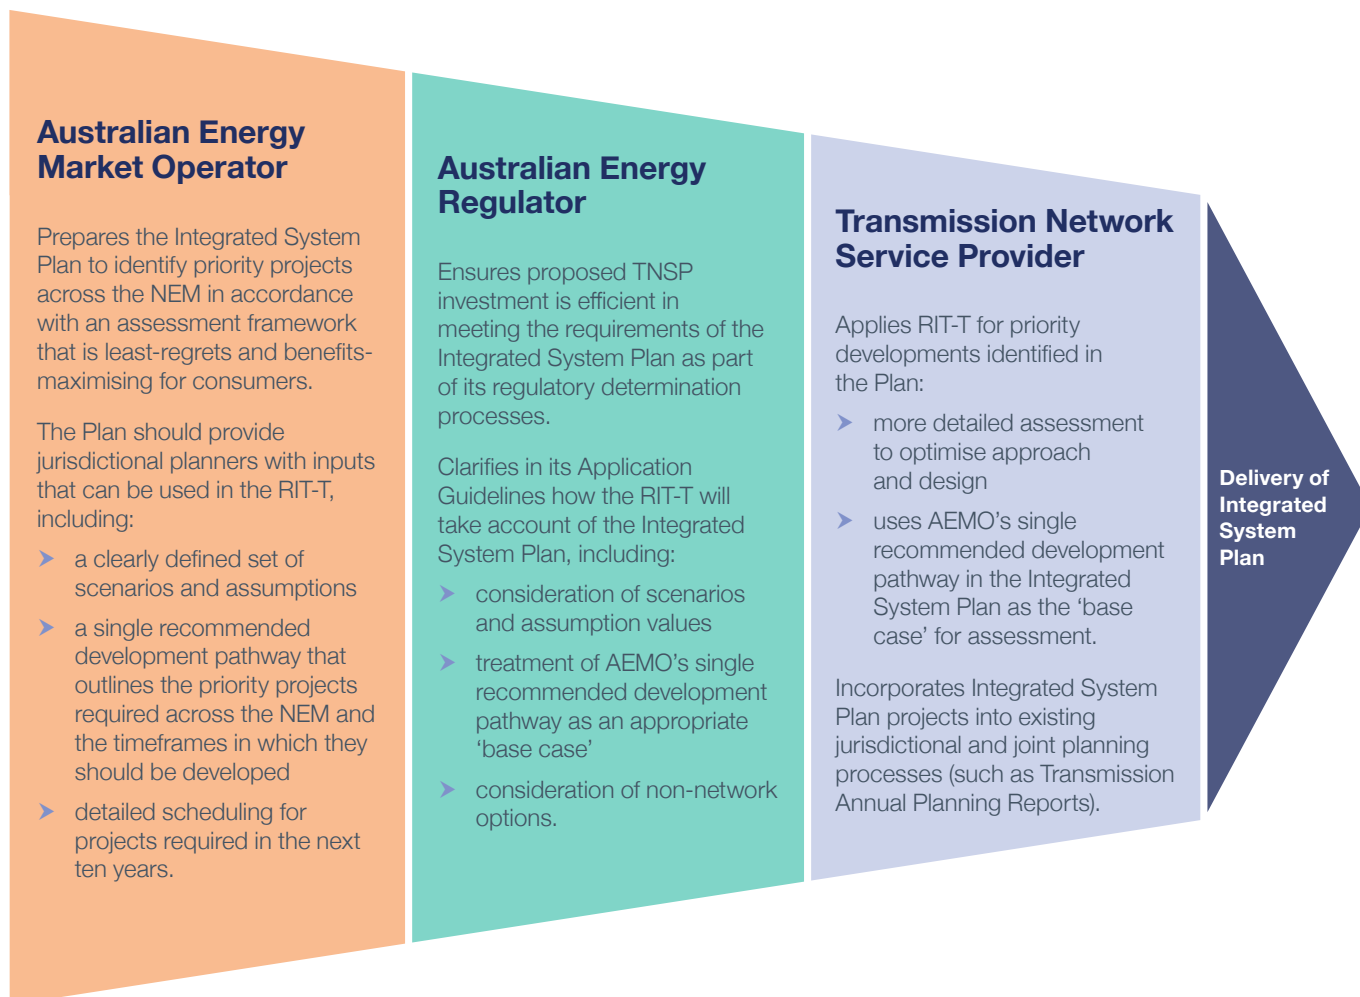 Australian Energy
Market Operator
Prepares the Integrated System
Plan to identify priority projects
across the NEM in accordance
with an assessment framework
that is least-regrets and benefits-
maximising for consumers.
The Plan should provide
jurisdictional planners with inputs
that can be used in the RIT-T,
including:
➤ a clearly defined set of
scenarios and assumptions
➤ a single recommended
development pathway that
outlines the priority projects
required across the NEM and
the timeframes in which they
should be developed
➤ detailed scheduling for
projects required in the next
ten years.
Australian Energy
Regulator
Ensures proposed TNSP
investment is efficient in
meeting the requirements of the
Integrated System Plan as part
of its regulatory determination
processes.
Clarifies in its Application
Guidelines how the RIT-T will
take account of the Integrated
System Plan, including:
➤ consideration of scenarios
and assumption values
➤ treatment of AEMO’s single
recommended development
pathway as an appropriate
‘base case’
➤ consideration of non-network
options.
Transmission Network
Service Provider
Applies RIT-T for priority
developments identified in
the Plan:
➤ more detailed assessment
to optimise approach
and design
➤ uses AEMO’s single
recommended development
pathway in the Integrated
System Plan as the ‘base
case’ for assessment.
Incorporates Integrated System
Plan projects into existing
jurisdictional and joint planning
processes (such as Transmission
Annual Planning Reports).
Delivery of
Integrated
System
Plan